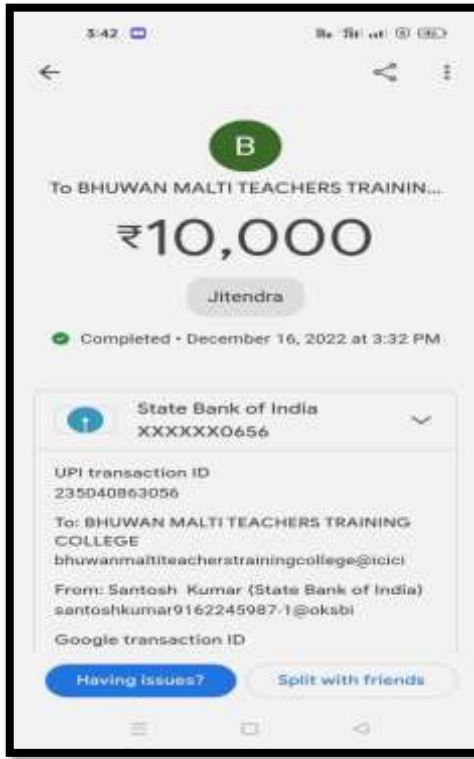 5:42
B
To BHUWAN MALTI TEACHERS TRAININ...
₹10,000
Jitendra
Completed • December 16, 2022 at 3:32 PM
State Bank of India
XXXXXX0656
UPI transaction ID
235040863056
To: BHUWAN MALTI TEACHERS TRAINING
COLLEGE
bhuwanmaltiteacherstrainingcollege@icici
From: Santosh Kumar (State Bank of India)
santoshkumar9162245987-1@oksbi
Google transaction ID
Having issues?
Split with friends